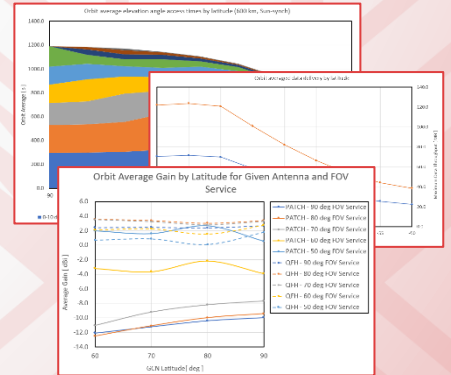 Orbit average elevation angle access times by latitude (600 km, Sun-synch)
1400.0
1200.0
1000.0
800.0
600.0
400.0
200.0
0.0
Orbit Average [s]
90
Orbit averaged data delivery by latitude
Orbit Average Gain by Latitude for Given Antenna and FOV
Service
6.0
4.0
2.0
0.0
-2.0
-4.0
-6.0
-8.0
-10.0
-12.0
-14.0
Average Gain [dBi]
60
70
80
90
GCN Latitude[deg]
PATCH - 90 deg FOV Service
PATCH - 80 deg FOV Service
PATCH - 70 deg FOV Service
PATCH - 60 deg FOV Service
PATCH - 50 deg FOV Service
QFH - 90 deg FOV Service
QFH - 80 deg FOV Service
QFH - 70 deg FOV Service
QFH - 60 deg FOV Service
QFH - 50 deg FOV Service